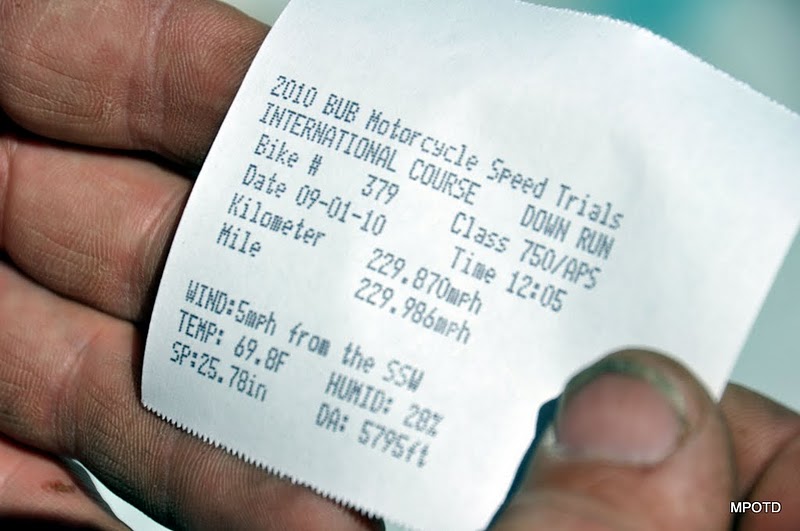 2010 BUB Motorcycle Speed Trials
INTERNATIONAL COURSE DOWN RUN
Bike # 379 Class 750/APS
Date 09-01-10 Time 12:05
Kilometer 229.870mph
Mile 229.986mph
WIND:5mph from the SSW
TEMP: 69.8F HUMID: 28%
SP:25.78in DA: 5795ft
MPOTD